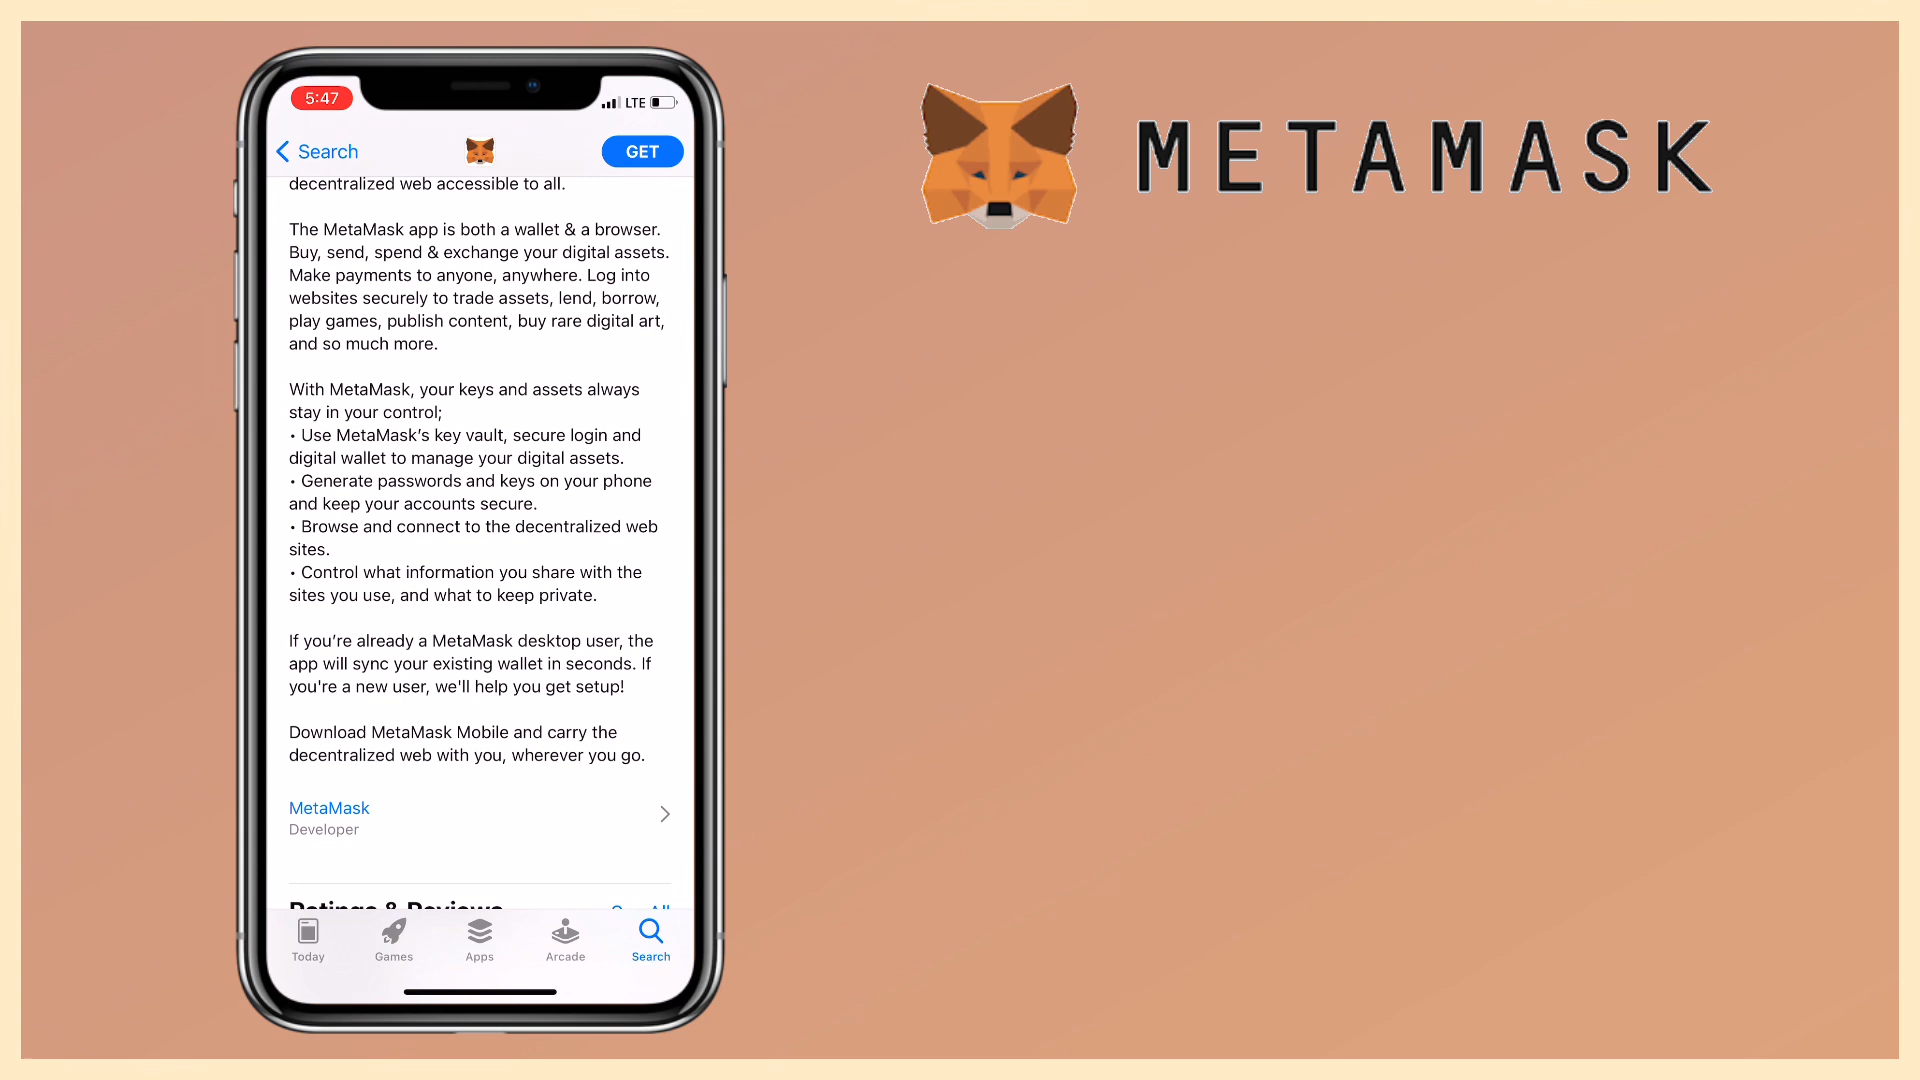 5:47
LTE
Search
GET
decentralized web accessible to all.
The MetaMask app is both a wallet & a browser.
Buy, send, spend & exchange your digital assets.
Make payments to anyone, anywhere. Log into
websites securely to trade assets, lend, borrow,
play games, publish content, buy rare digital art,
and so much more.
With MetaMask, your keys and assets always
stay in your control;
• Use MetaMask’s key vault, secure login and
digital wallet to manage your digital assets.
• Generate passwords and keys on your phone
and keep your accounts secure.
• Browse and connect to the decentralized web
sites.
• Control what information you share with the
sites you use, and what to keep private.
If you’re already a MetaMask desktop user, the
app will sync your existing wallet in seconds. If
you're a new user, we'll help you get setup!
Download MetaMask Mobile and carry the
decentralized web with you, wherever you go.
MetaMask
Developer
Ratings & Reviews
See All
Today
Games
Apps
Arcade
Search
METAMASK